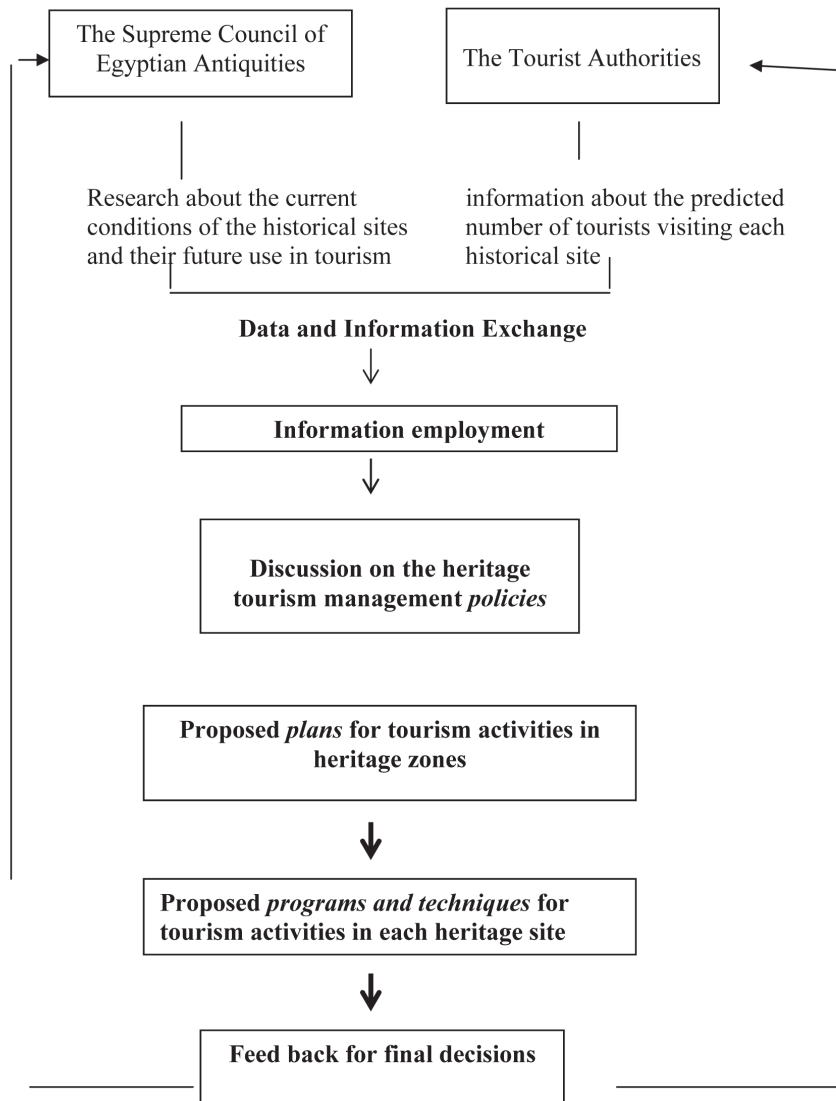 The Supreme Council of
Egyptian Antiquities
The Tourist Authorities
Research about the current
conditions of the historical sites
and their future use in tourism
information about the predicted
number of tourists visiting each
historical site
Data and Information Exchange
Information employment
Discussion on the heritage
tourism management policies
Proposed plans for tourism activities in
heritage zones
Proposed programs and techniques for
tourism activities in each heritage site
Feed back for final decisions